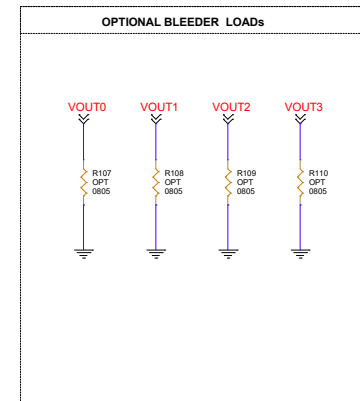 OPTIONAL BLEEDER LOADs
VOUT0 VOUT1 VOUT2 VOUT3
R107 R108 R109 R110
OPT OPT OPT OPT
0805 0805 0805 0805